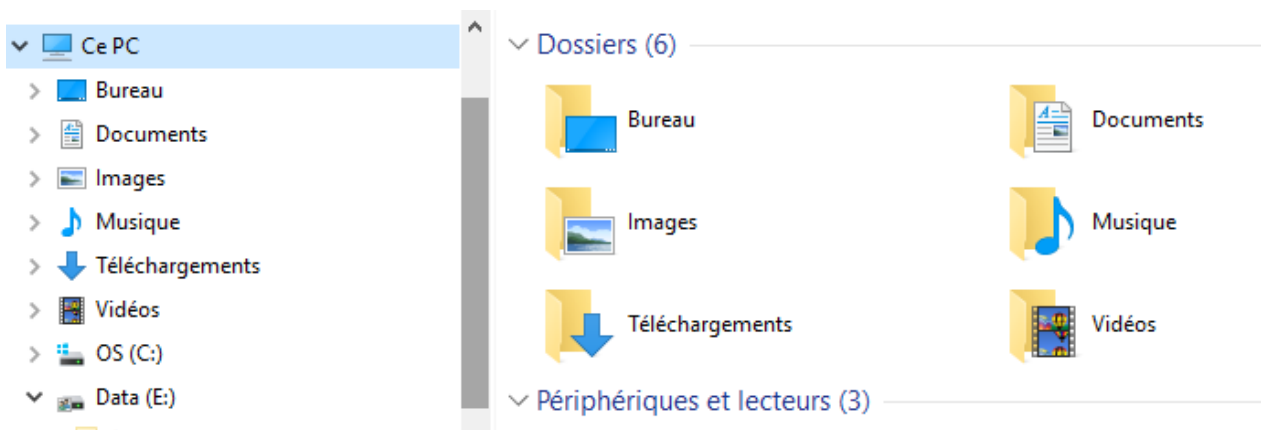 Ce PC
Bureau
Documents
Images
Musique
Téléchargements
Vidéos
OS (C:)
Data (E:)
Dossiers (6)
Bureau
Documents
Images
Musique
Téléchargements
Vidéos
Périphériques et lecteurs (3)